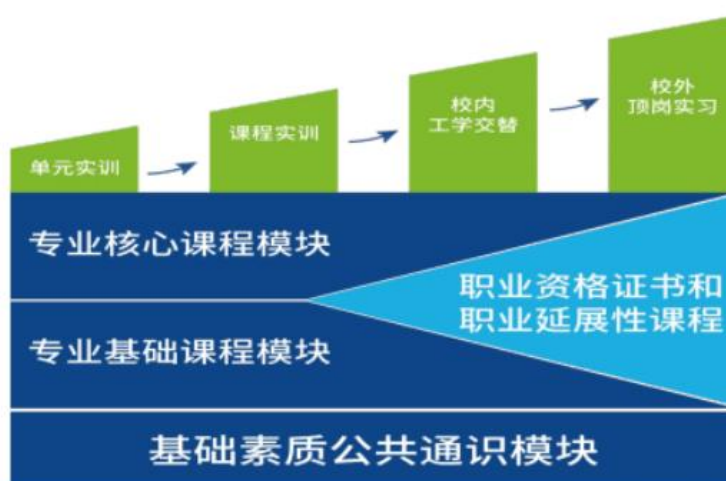 单元实训
课程实训
校内
工学交替
校外
顶岗实习
专业核心课程模块
职业资格证书和
职业延展性课程
专业基础课程模块
基础素质公共通识模块